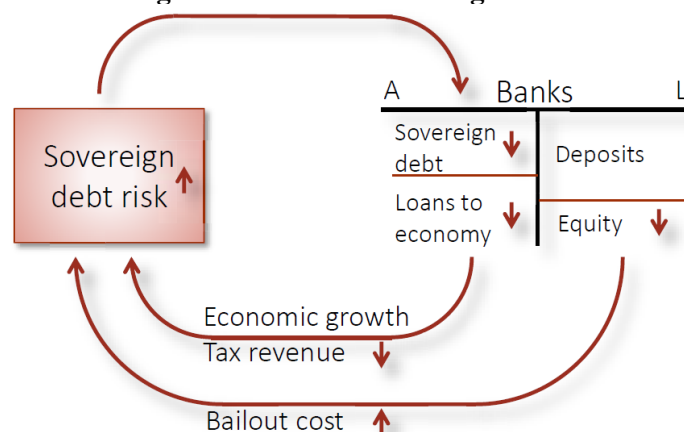 A Banks L
Sovereign
debt
Deposits
Loans to
economy
Equity
Sovereign
debt risk
Economic growth
Tax revenue
Bailout cost